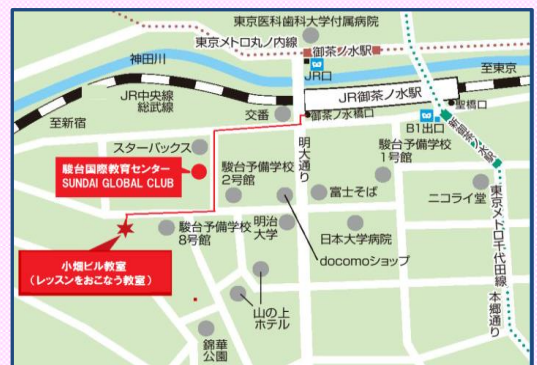 東京医科歯科大学付属病院
東京メトロ丸ノ内線
御茶ノ水駅
神田川
JR口
至東京
JR中央線
総武線
JR御茶ノ水駅
聖橋口
至新宿
交番
御茶ノ水橋口
B1出口
新御茶ノ水駅
スターバックス
明大通り
駿台予備学校
1号館
駿台国際教育センター
SUNDAI GLOBAL CLUB
駿台予備学校
2号館
富士そば
ニコライ堂
東京メトロ千代田線
本郷通り
駿台予備学校
8号館
明治
大学
日本大学病院
docomoショップ
小畑ビル教室
（レッスンをおこなう教室）
山の上
ホテル
錦華
公園